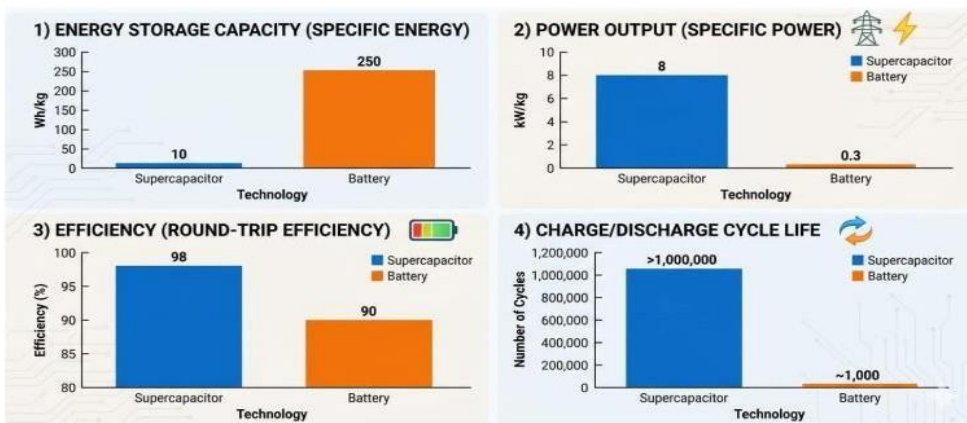 1) ENERGY STORAGE CAPACITY (SPECIFIC ENERGY)
300
250
200
150
100
50
0
Wh/kg
10
250
Supercapacitor
Battery
Technology
2) POWER OUTPUT (SPECIFIC POWER)
10
8
6
4
2
0
kW/kg
8
0.3
Supercapacitor
Battery
Supercapacitor
Battery
Technology
3) EFFICIENCY (ROUND-TRIP EFFICIENCY)
100
95
90
85
80
Efficiency (%)
98
90
Supercapacitor
Battery
Supercapacitor
Battery
Technology
4) CHARGE/DISCHARGE CYCLE LIFE
1,200,000
1,000,000
800,000
600,000
400,000
200,000
0
Number of Cycles
>1,000,000
~1,000
Supercapacitor
Battery
Supercapacitor
Battery
Technology